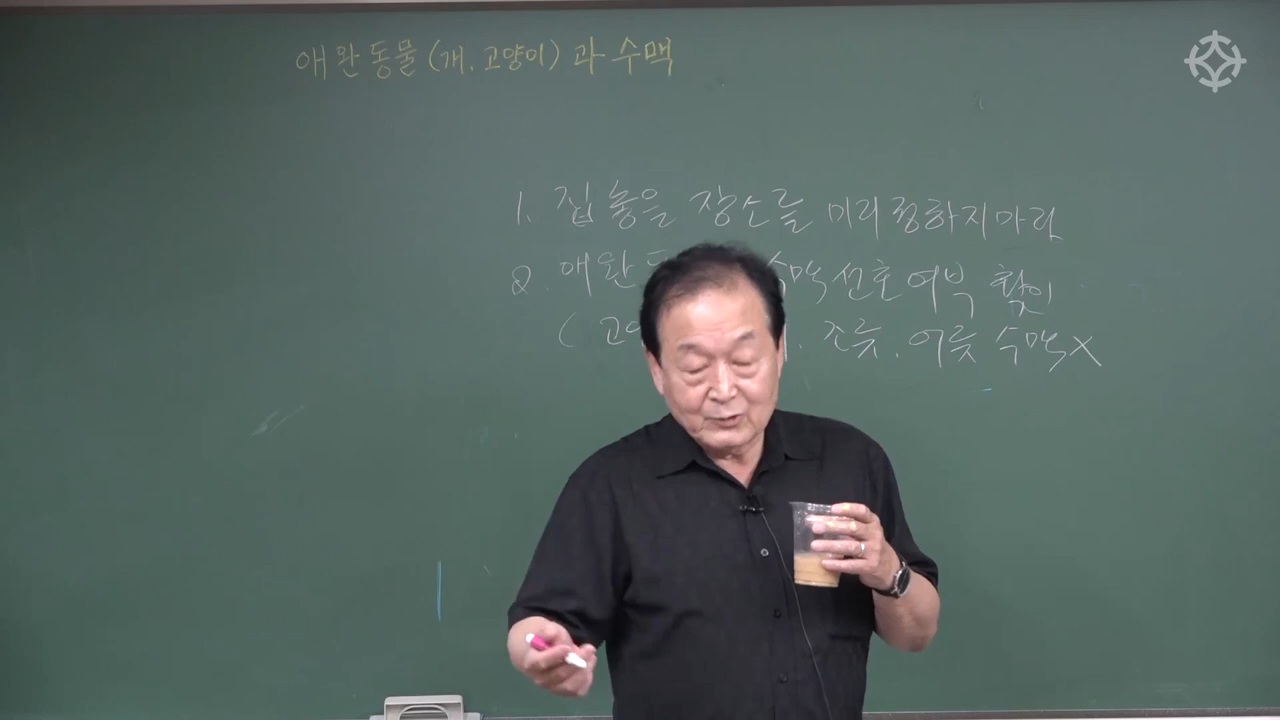 애완동물(개.고양이)과 수맥
1. 집 놓을 장소를 미리 정하지마라
2. 애완 수맥선호여부 확인
( 고 . 조류. 어류 수맥X